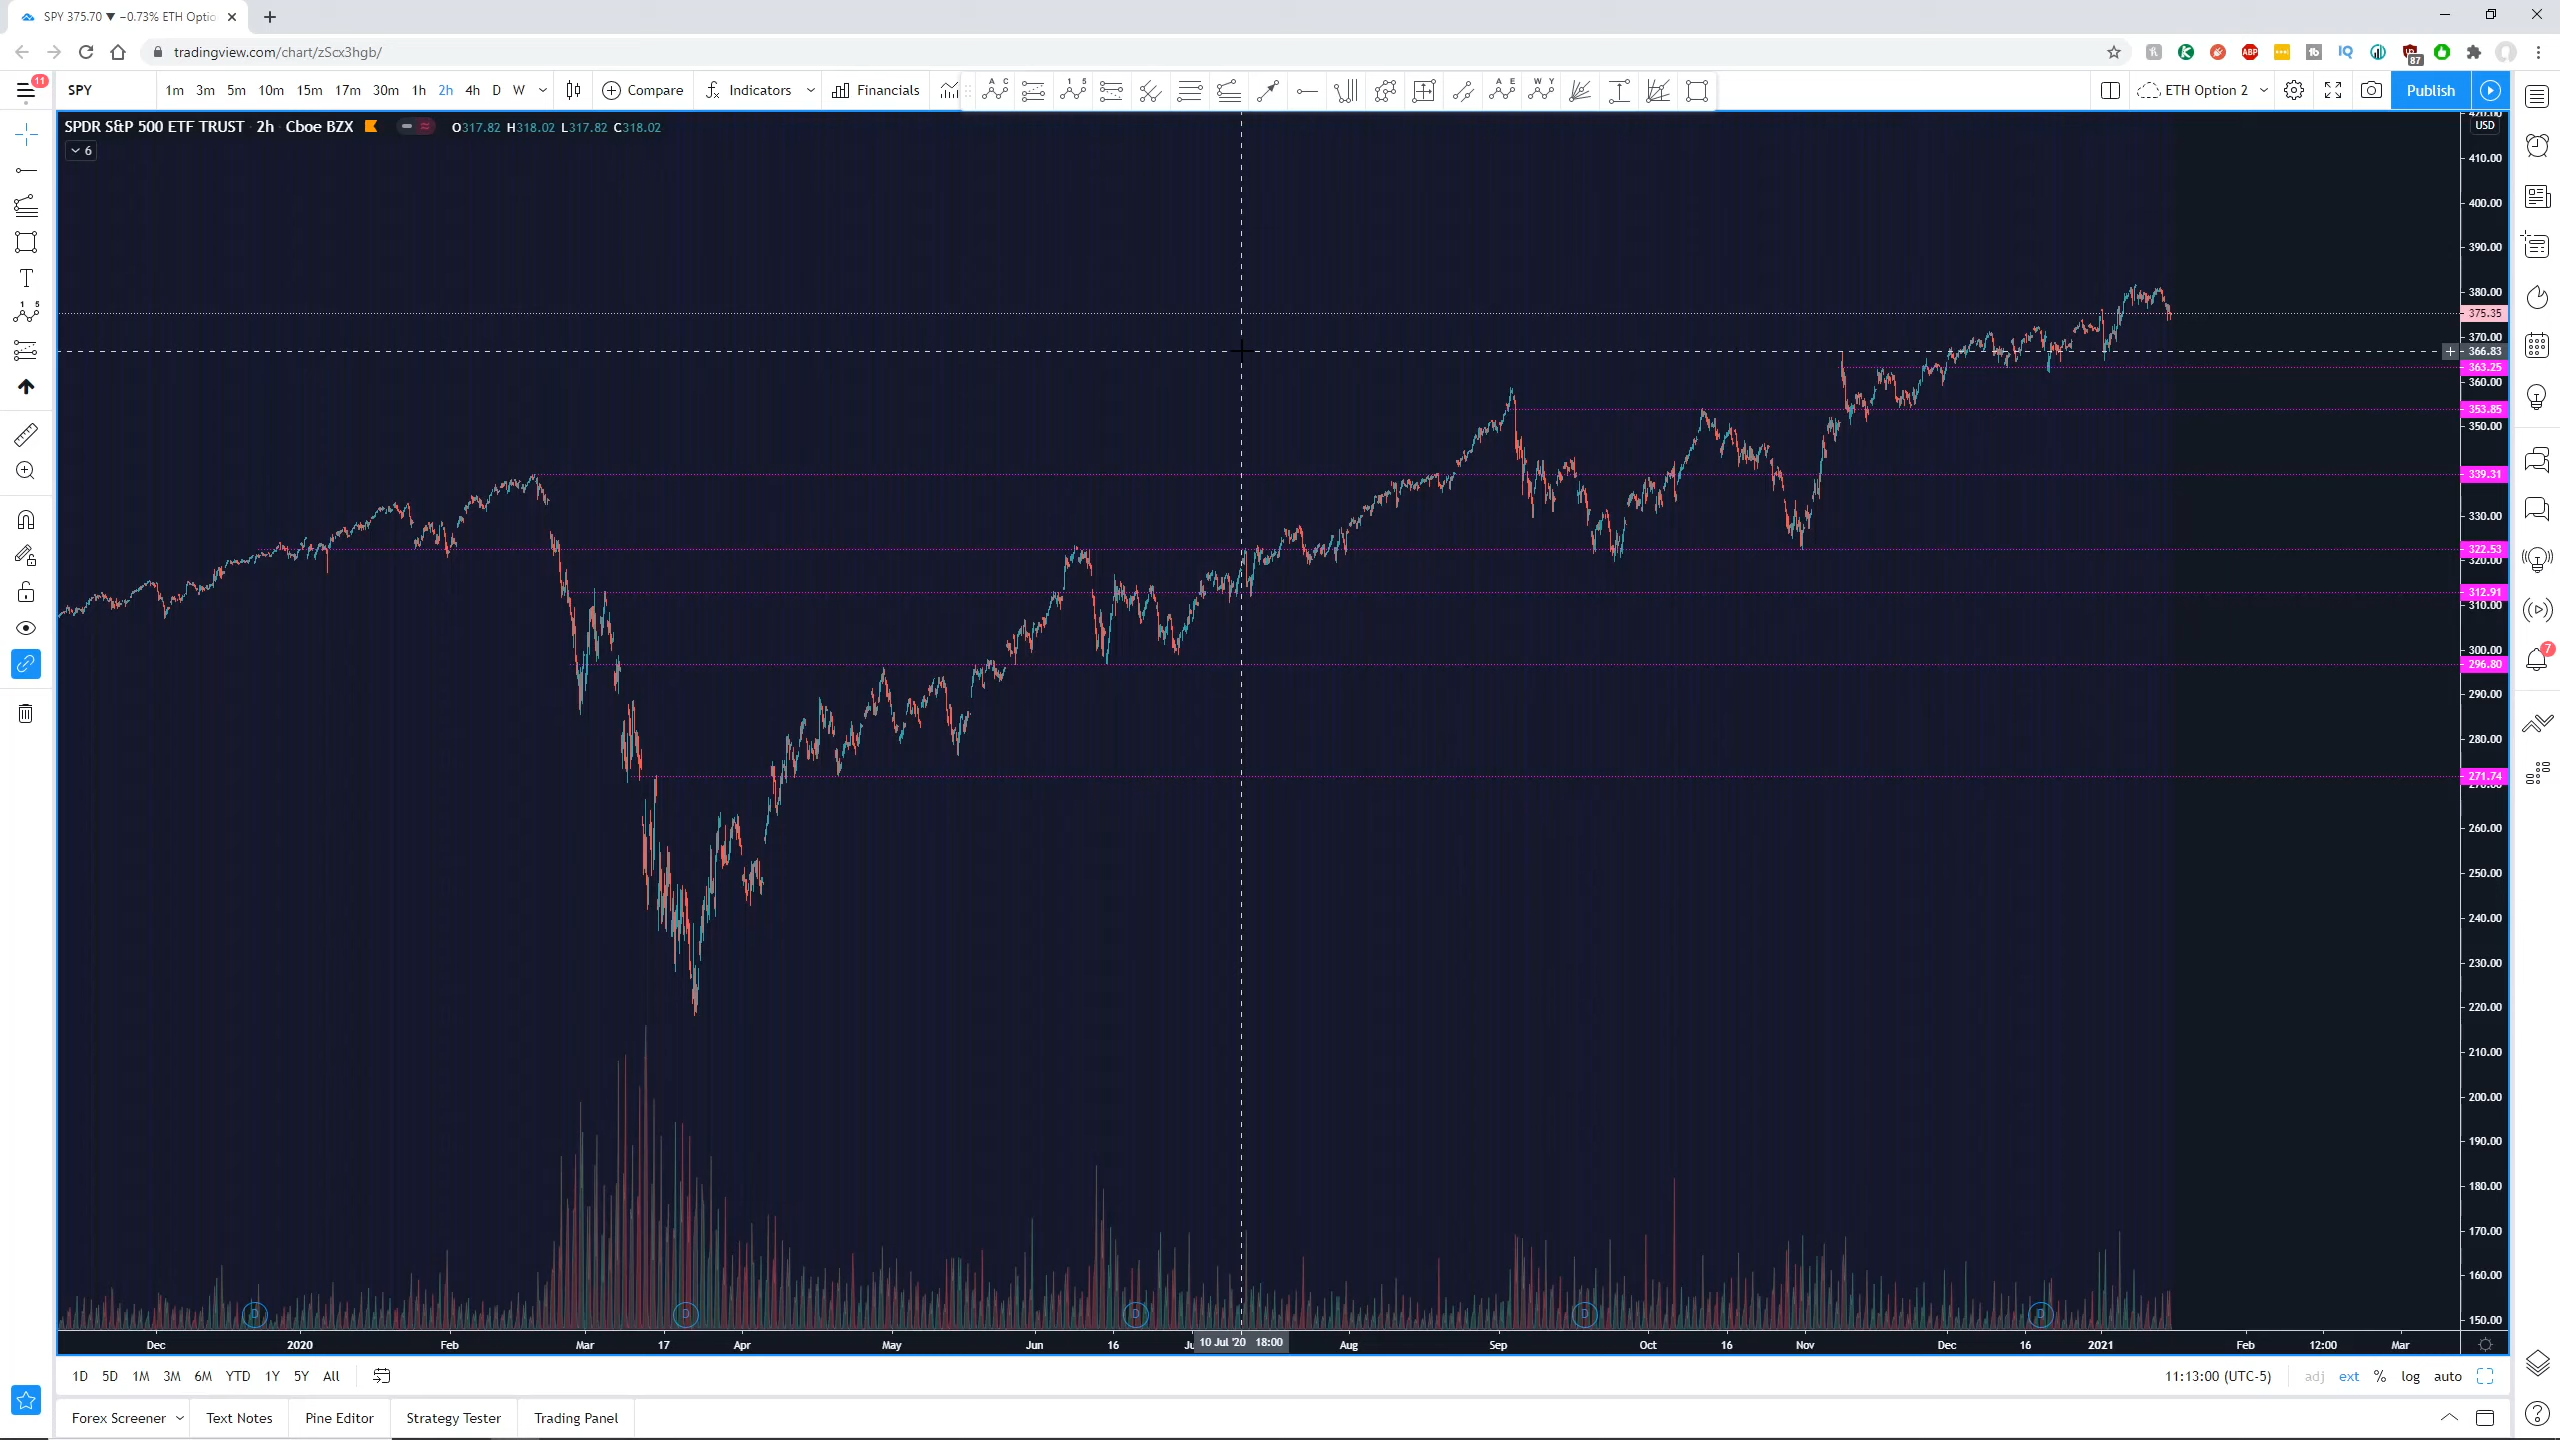 SPY 375.70 ▼ −0.73% ETH Optio
tradingview.com/chart/zScx3hgb/
ABP
IQ
87
11
SPY
1m 3m 5m 10m 15m 17m 30m 1h 2h 4h D W
Compare
Indicators
Financials
ETH Option 2
Publish
SPDR S&P 500 ETF TRUST 2h Cboe BZX
O317.82 H318.02 L317.82 C318.02
6
USD
410.00
400.00
390.00
380.00
375.35
370.00
366.83
363.25
360.00
353.85
350.00
339.31
330.00
322.53
320.00
312.91
310.00
300.00
296.80
290.00
280.00
271.74
260.00
250.00
240.00
230.00
220.00
210.00
200.00
190.00
180.00
170.00
160.00
150.00
7
D D D D D
Dec 2020 Feb Mar 17 Apr May Jun 16 10 Jul '20 18:00 Aug Sep Oct 16 Nov Dec 16 2021 Feb 12:00 Mar
1D 5D 1M 3M 6M YTD 1Y 5Y All
11:13:00 (UTC-5) adj ext % log auto
Forex Screener Text Notes Pine Editor Strategy Tester Trading Panel